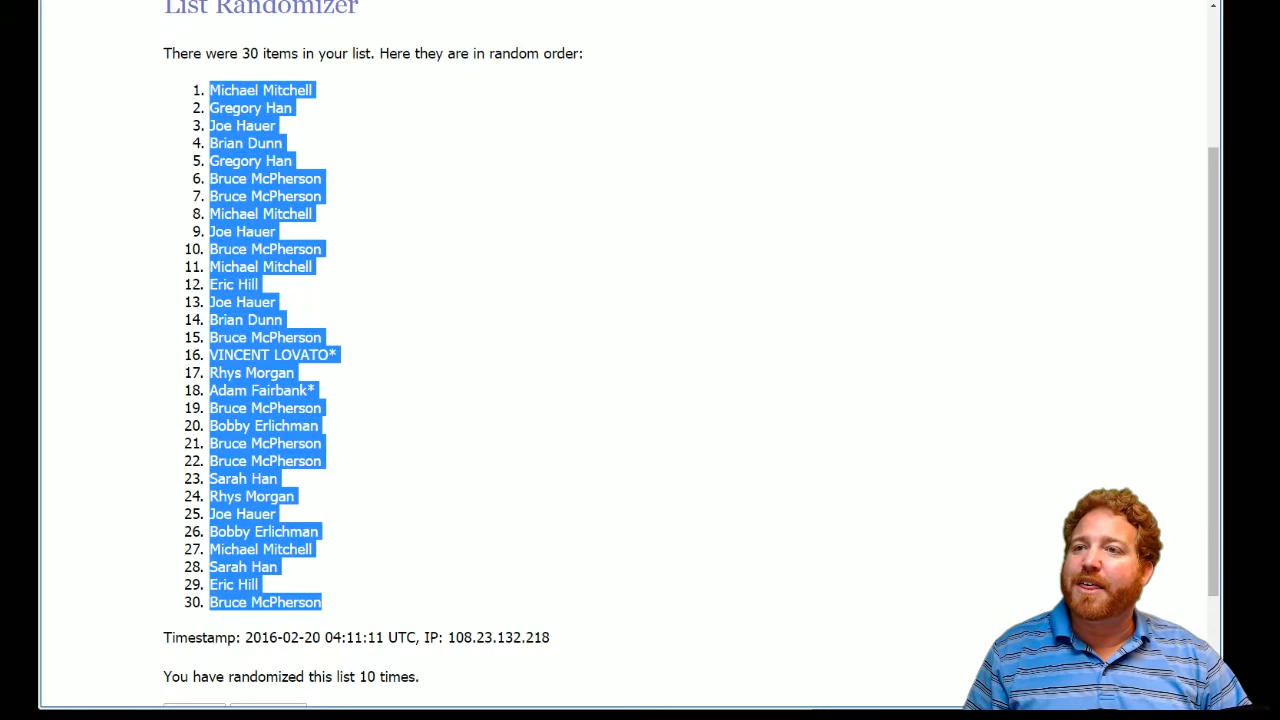 List Randomizer
There were 30 items in your list. Here they are in random order:
1. Michael Mitchell
2. Gregory Han
3. Joe Hauer
4. Brian Dunn
5. Gregory Han
6. Bruce McPherson
7. Bruce McPherson
8. Michael Mitchell
9. Joe Hauer
10. Bruce McPherson
11. Michael Mitchell
12. Eric Hill
13. Joe Hauer
14. Brian Dunn
15. Bruce McPherson
16. VINCENT LOVATO*
17. Rhys Morgan
18. Adam Fairbank*
19. Bruce McPherson
20. Bobby Erlichman
21. Bruce McPherson
22. Bruce McPherson
23. Sarah Han
24. Rhys Morgan
25. Joe Hauer
26. Bobby Erlichman
27. Michael Mitchell
28. Sarah Han
29. Eric Hill
30. Bruce McPherson
Timestamp: 2016-02-20 04:11:11 UTC, IP: 108.23.132.218
You have randomized this list 10 times.